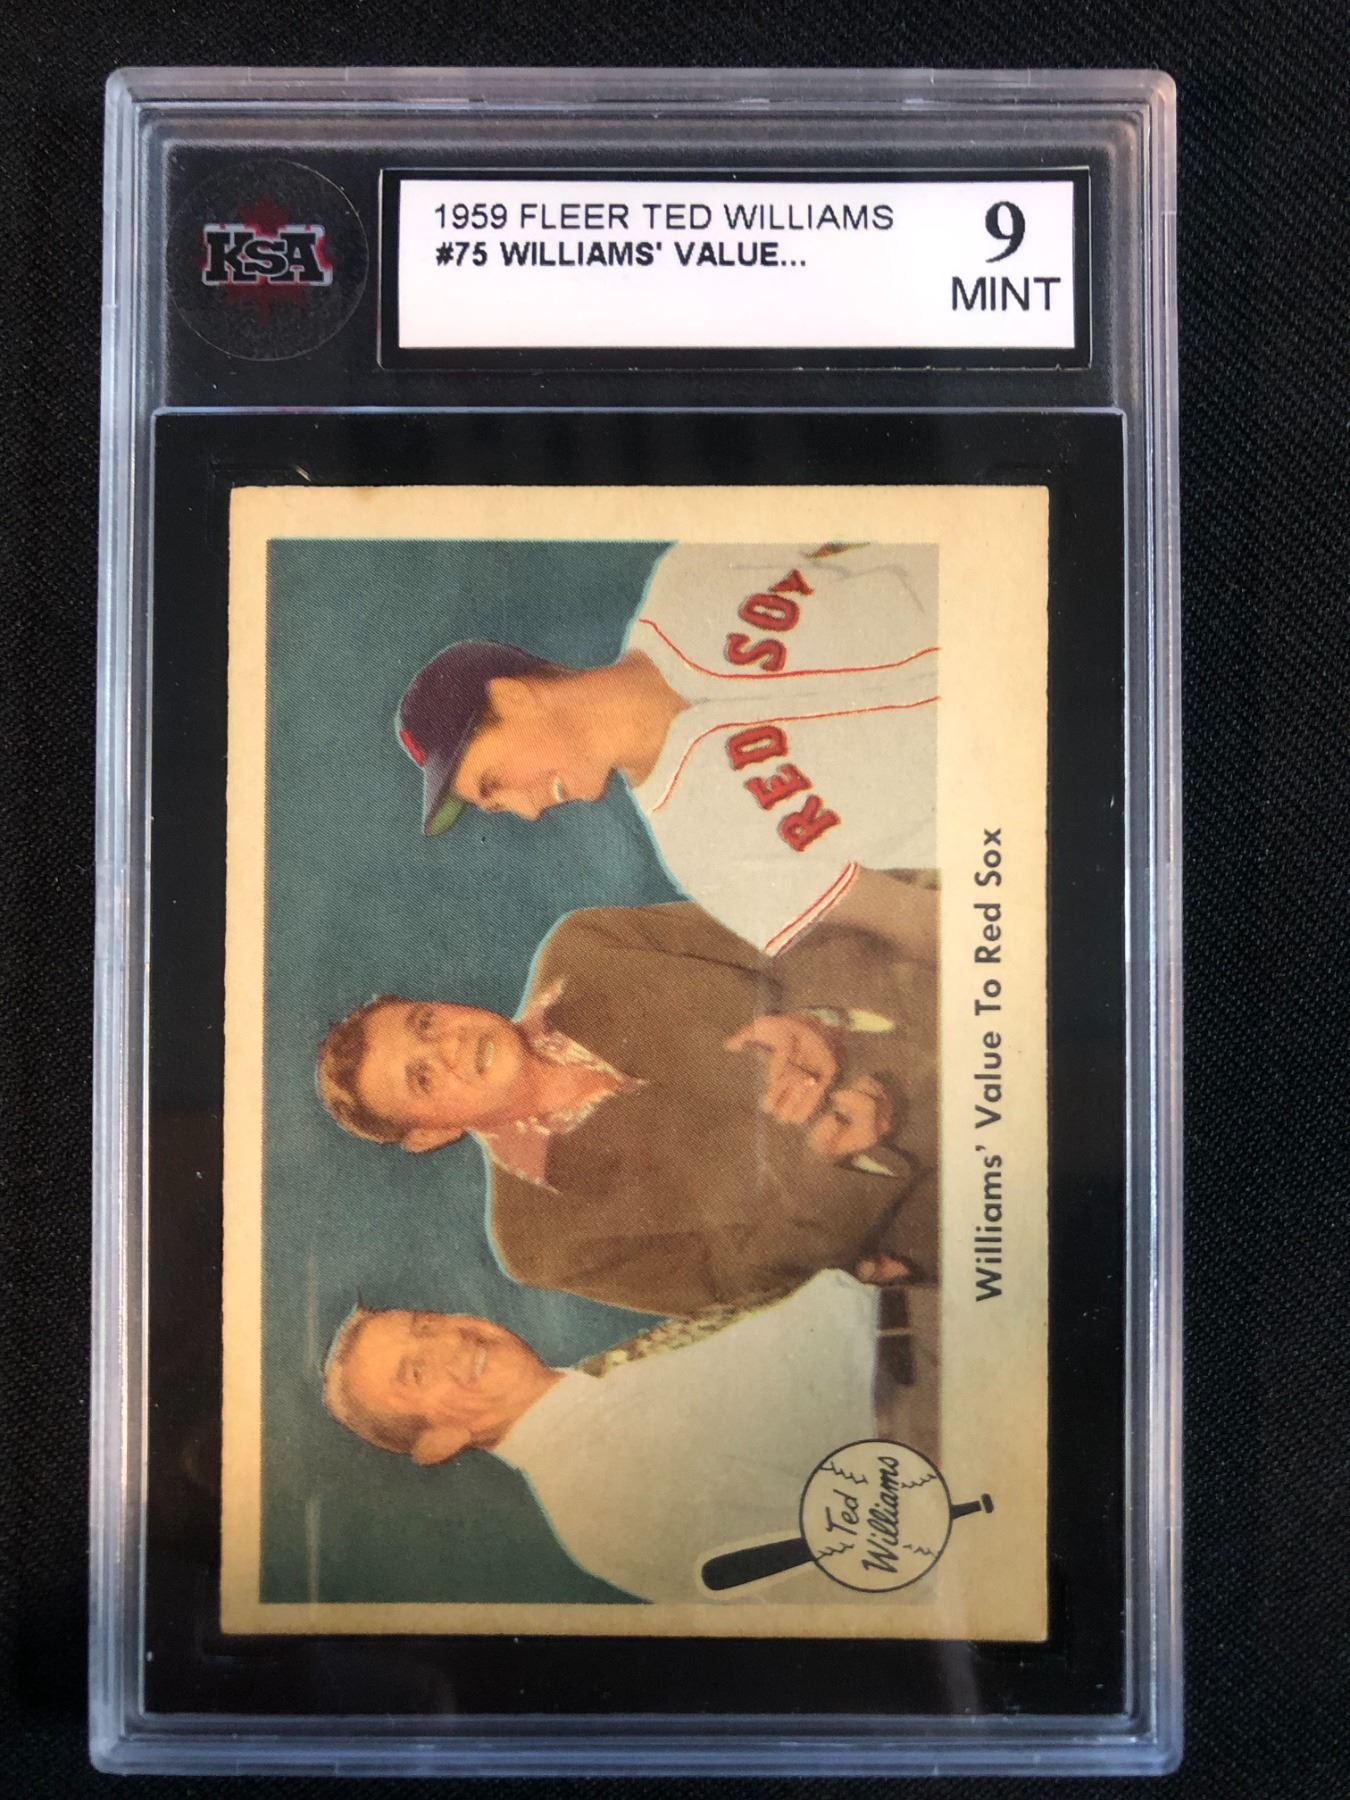 KSA
1959 FLEER TED WILLIAMS
#75 WILLIAMS' VALUE...
9
MINT
RED SOX
Williams' Value To Red Sox
Ted
Williams